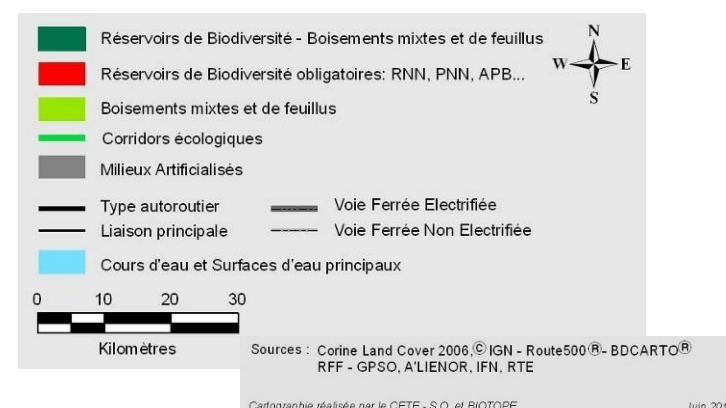 Réservoirs de Biodiversité - Boisements mixtes et de feuillus
Réservoirs de Biodiversité obligatoires: RNN, PNN, APB...
Boisements mixtes et de feuillus
Corridors écologiques
Milieux Artificialisés
Type autoroutier
Voie Ferrée Electrifiée
Liaison principale
Voie Ferrée Non Electrifiée
Cours d'eau et Surfaces d'eau principaux
N
W E
S
0 10 20 30
Kilomètres
Sources : Corine Land Cover 2006,© IGN - Route500®- BDCARTO®
RFF - GPSO, A'LIENOR, IFN, RTE
Cartographie réalisée par le CETE - S.O. et BIOTOPE